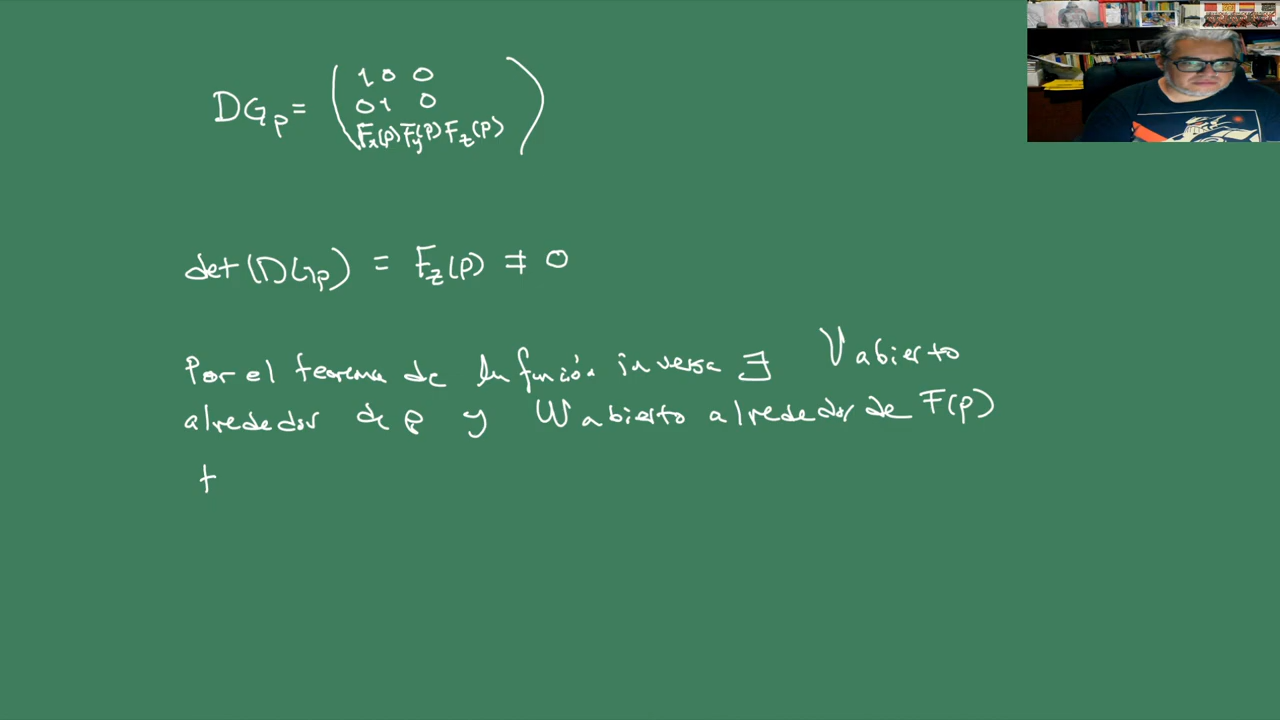 DG_p = ( 1 0 0
0 1 0
F_x(p) F_y(p) F_z(p) )
det(DG_p) = F_z(p) ≠ 0
Por el teorema de la función inversa ∃ V abierto
alrededor de p y W abierto alrededor de F(p)
t